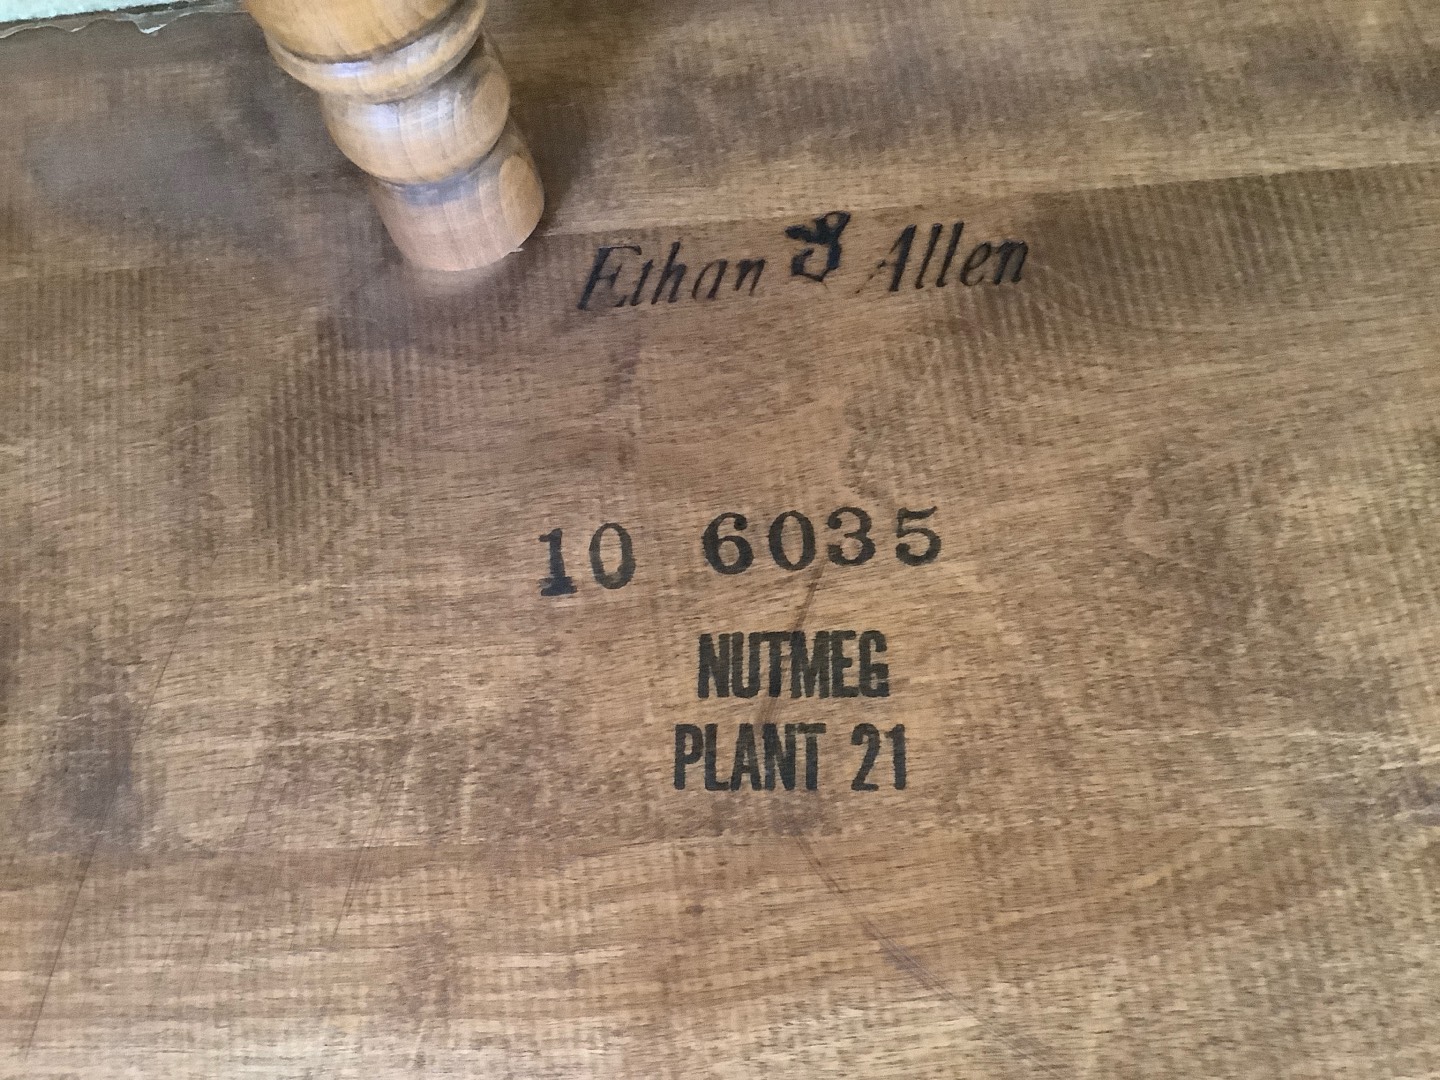 Ethan Allen
10 6035
NUTMEG
PLANT 21